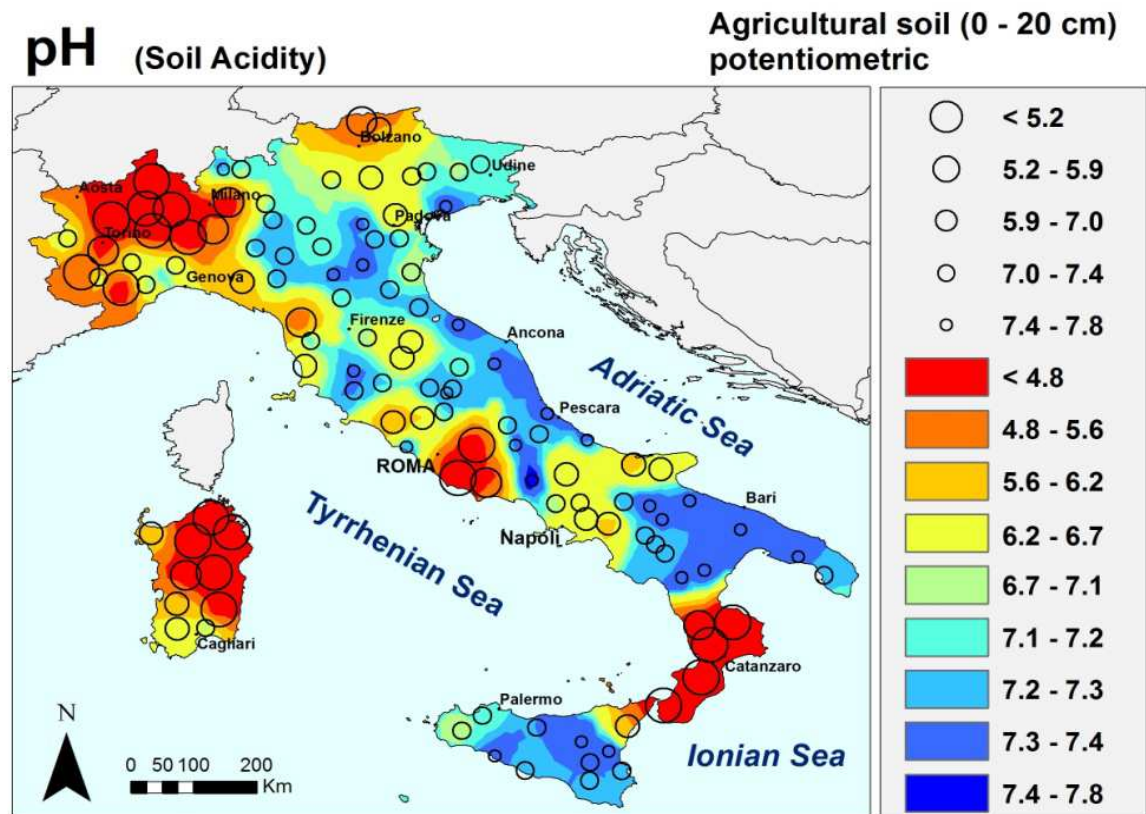 pH (Soil Acidity)
Agricultural soil (0 - 20 cm)
potentiometric
Bolzano
Udine
Aosta
Milano
Padova
Torino
Genova
Firenze
Ancona
Adriatic Sea
Pescara
ROMA
Bari
Tyrrhenian Sea
Napoli
Cagliari
Catanzaro
Palermo
Ionian Sea
N
0 50 100 200
Km
< 5.2
5.2 - 5.9
5.9 - 7.0
7.0 - 7.4
7.4 - 7.8
< 4.8
4.8 - 5.6
5.6 - 6.2
6.2 - 6.7
6.7 - 7.1
7.1 - 7.2
7.2 - 7.3
7.3 - 7.4
7.4 - 7.8